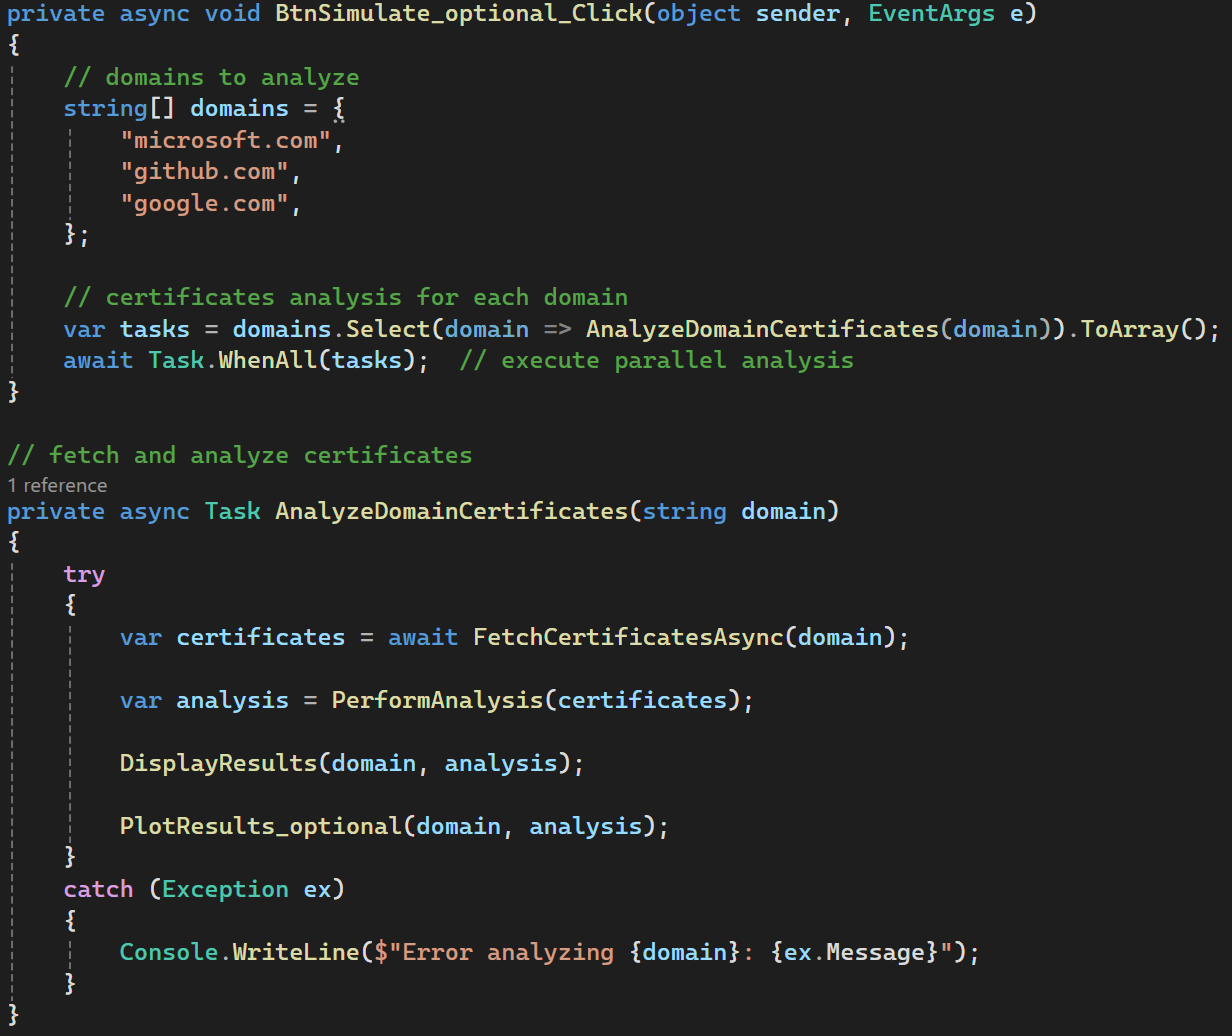 private async void BtnSimulate_optional_Click(object sender, EventArgs e)
{
    // domains to analyze
    string[] domains = {
        "microsoft.com",
        "github.com",
        "google.com",
    };

    // certificates analysis for each domain
    var tasks = domains.Select(domain => AnalyzeDomainCertificates(domain)).ToArray();
    await Task.WhenAll(tasks);  // execute parallel analysis
}

// fetch and analyze certificates
1 reference
private async Task AnalyzeDomainCertificates(string domain)
{
    try
    {
        var certificates = await FetchCertificatesAsync(domain);

        var analysis = PerformAnalysis(certificates);

        DisplayResults(domain, analysis);

        PlotResults_optional(domain, analysis);
    }
    catch (Exception ex)
    {
        Console.WriteLine($"Error analyzing {domain}: {ex.Message}");
    }
}